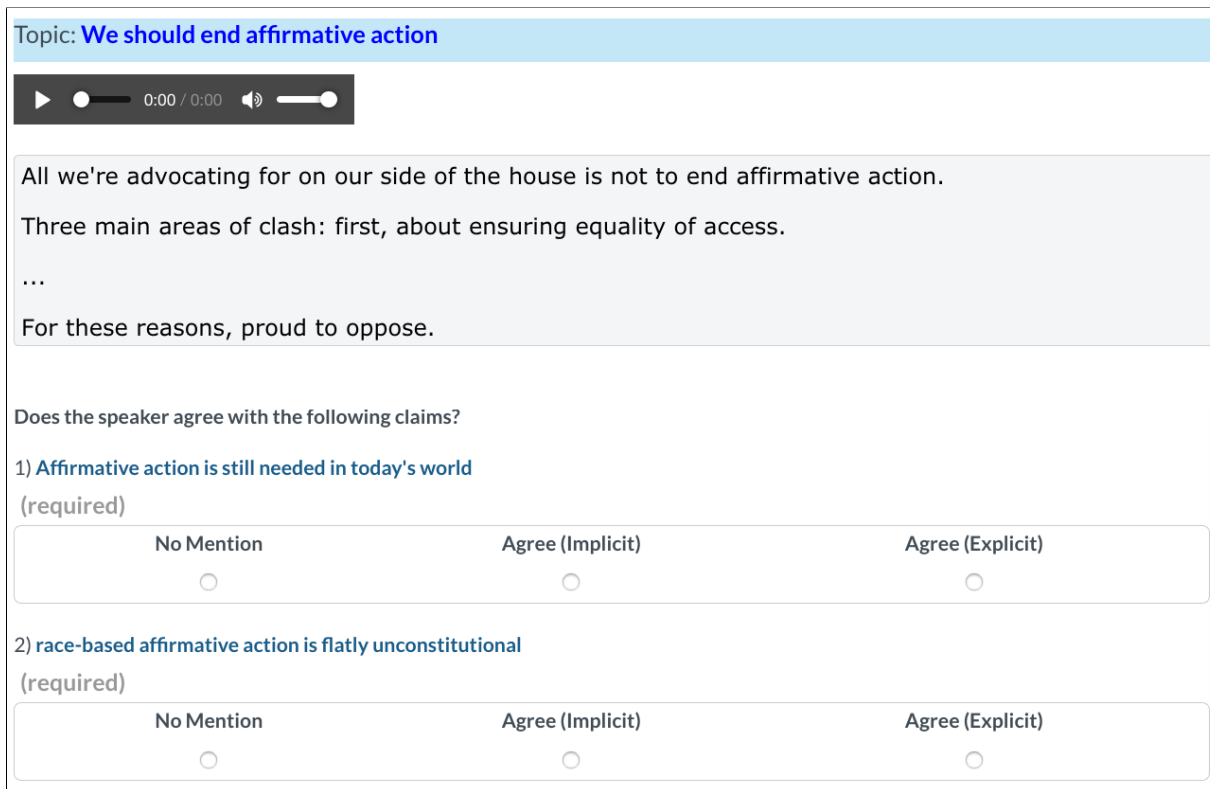 Topic: We should end affirmative action
0:00 / 0:00
All we're advocating for on our side of the house is not to end affirmative action.
Three main areas of clash: first, about ensuring equality of access.
...
For these reasons, proud to oppose.
Does the speaker agree with the following claims?
1) Affirmative action is still needed in today's world
(required)
No Mention Agree (Implicit) Agree (Explicit)
2) race-based affirmative action is flatly unconstitutional
(required)
No Mention Agree (Implicit) Agree (Explicit)